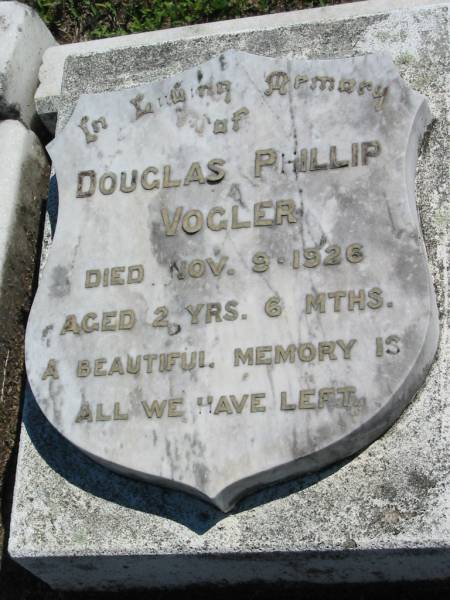 In Loving Memory
of
DOUGLAS PHILLIP
VOGLER
DIED NOV. 9·1926
AGED 2 YRS. 6 MTHS.
A BEAUTIFUL MEMORY IS
ALL WE HAVE LEFT.